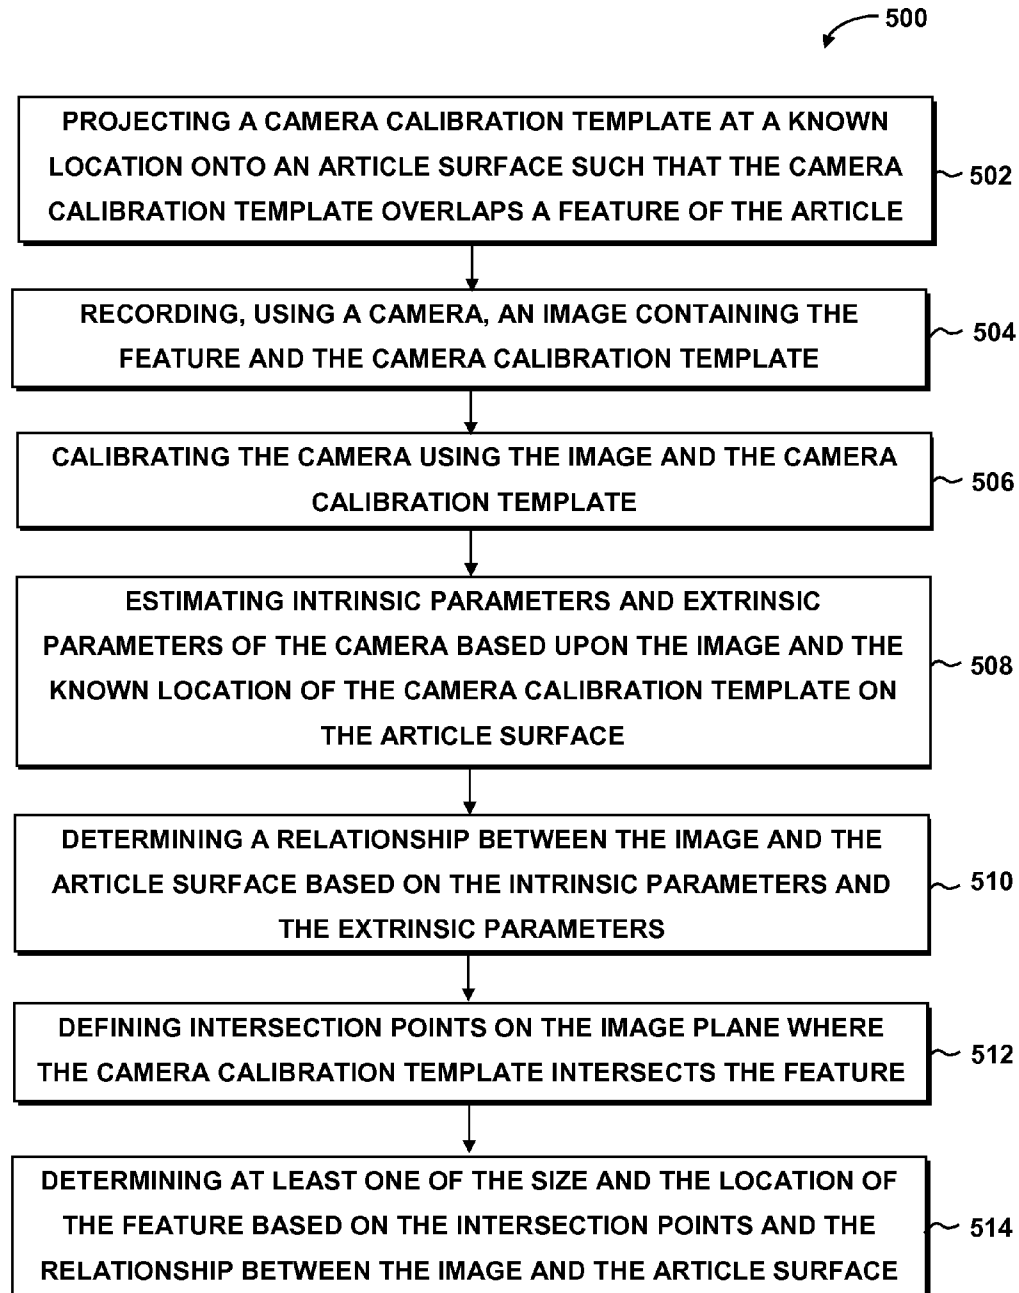 500
PROJECTING A CAMERA CALIBRATION TEMPLATE AT A KNOWN
LOCATION ONTO AN ARTICLE SURFACE SUCH THAT THE CAMERA
CALIBRATION TEMPLATE OVERLAPS A FEATURE OF THE ARTICLE
502
RECORDING, USING A CAMERA, AN IMAGE CONTAINING THE
FEATURE AND THE CAMERA CALIBRATION TEMPLATE
504
CALIBRATING THE CAMERA USING THE IMAGE AND THE CAMERA
CALIBRATION TEMPLATE
506
ESTIMATING INTRINSIC PARAMETERS AND EXTRINSIC
PARAMETERS OF THE CAMERA BASED UPON THE IMAGE AND THE
KNOWN LOCATION OF THE CAMERA CALIBRATION TEMPLATE ON
THE ARTICLE SURFACE
508
DETERMINING A RELATIONSHIP BETWEEN THE IMAGE AND THE
ARTICLE SURFACE BASED ON THE INTRINSIC PARAMETERS AND
THE EXTRINSIC PARAMETERS
510
DEFINING INTERSECTION POINTS ON THE IMAGE PLANE WHERE
THE CAMERA CALIBRATION TEMPLATE INTERSECTS THE FEATURE
512
DETERMINING AT LEAST ONE OF THE SIZE AND THE LOCATION OF
THE FEATURE BASED ON THE INTERSECTION POINTS AND THE
RELATIONSHIP BETWEEN THE IMAGE AND THE ARTICLE SURFACE
514